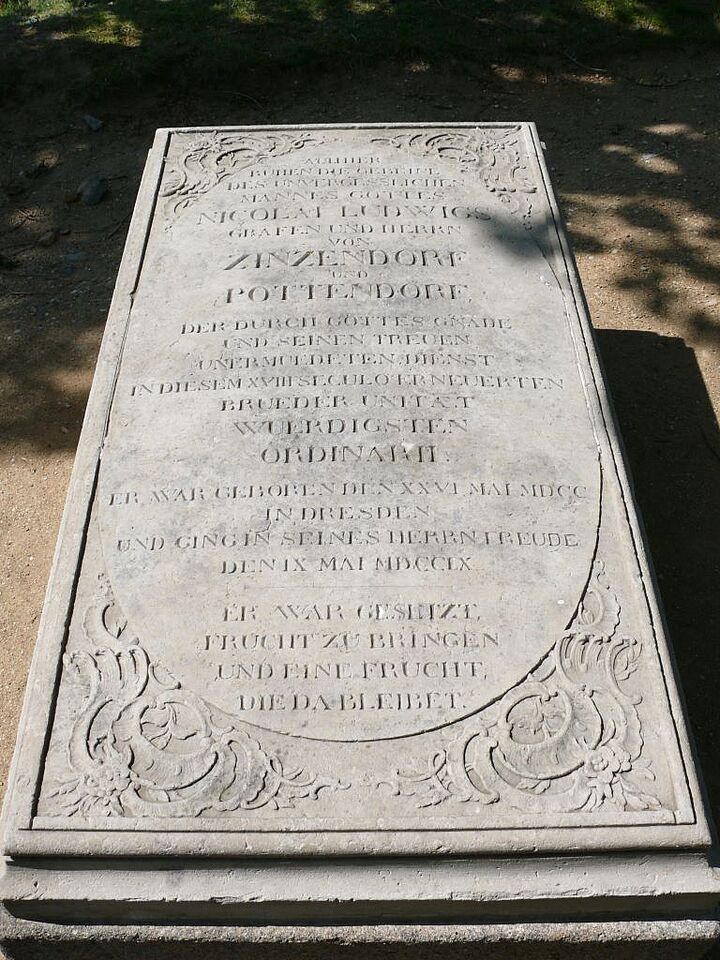 ALLHIER
RUHEN DIE GEBEINE
DES UNVERGESSLICHEN
MANNES GOTTES
NICOLAI LUDWIGS
GRAFEN UND HERRN
VON
ZINZENDORF
UND
POTTENDORF,
DER DURCH GOTTES GNADE
UND SEINEN TREUEN
UNERMUEDETEN DIENST
IN DIESEM XVIII SECULO ERNEUERTEN
BRUEDER UNITÆT
WUERDIGSTEN
ORDINARII.
ER WAR GEBOREN DEN XXVI MAI MDCC
IN DRESDEN
UND GING IN SEINES HERRN FREUDE
DEN IX MAI MDCCLX
ER WAR GESETZT,
FRUCHT ZU BRINGEN
UND EINE FRUCHT,
DIE DA BLEIBET.